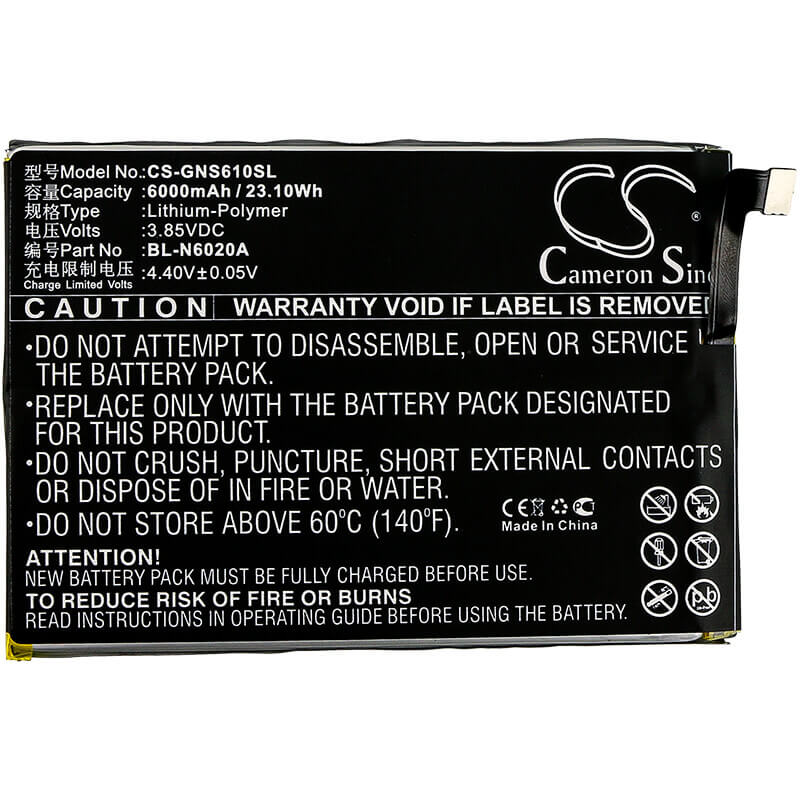 型号Model No.:CS-GNS610SL
容量Capacity :6000mAh / 23.10Wh
规格Type :Lithium-Polymer
电压Volts :3.85VDC
编号Part No :BL-N6020A
充电限制电压 :4.40V±0.05V
Charge Limited Volts
CS
®
Cameron
CAUTION WARRANTY VOID IF LABEL IS REMOVED
•DO NOT ATTEMPT TO DISASSEMBLE, OPEN OR SERVICE
THE BATTERY PACK.
•REPLACE ONLY WITH THE BATTERY PACK DESIGNATED
FOR THIS PRODUCT.
•DO NOT CRUSH, PUNCTURE, SHORT EXTERNAL CONTACTS
OR DISPOSE OF IN FIRE OR WATER.
•DO NOT STORE ABOVE 60°C (140°F).
CE
Made In China
ATTENTION!
NEW BATTERY PACK MUST BE FULLY CHARGED BEFORE USE.
TO REDUCE RISK OF FIRE OR BURNS
READ INSTRUCTIONS IN OPERATING GUIDE BEFORE USING THE BATTERY.
Pb